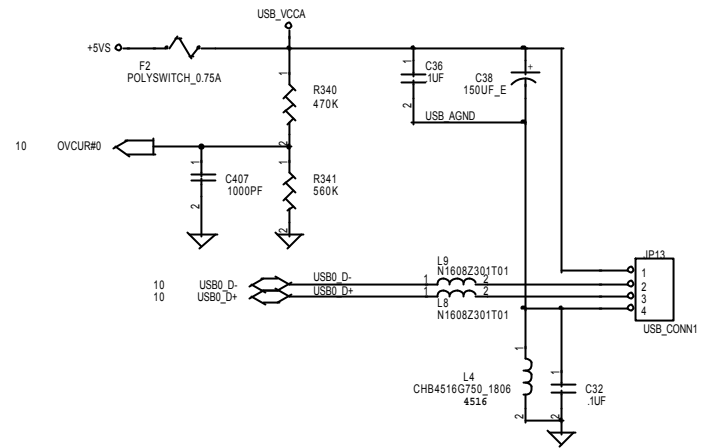 USB_VCCA
+5VS
F2
POLYSWITCH_0.75A
1
R340
470K
2
1
C36
.1UF
2
+
C38
150UF_E
USB_AGND
10 OVCUR#0
1
C407
1000PF
2
1
R341
560K
2
10 USB0_D-
USB0_D-
10 USB0_D+
USB0_D+
L9
N1608Z301T01
1 2
1 2
L8
N1608Z301T01
JP13
1
2
3
4
USB_CONN1
1
L4
CHB4516G750_1806
4516
2
1
C32
.1UF
2